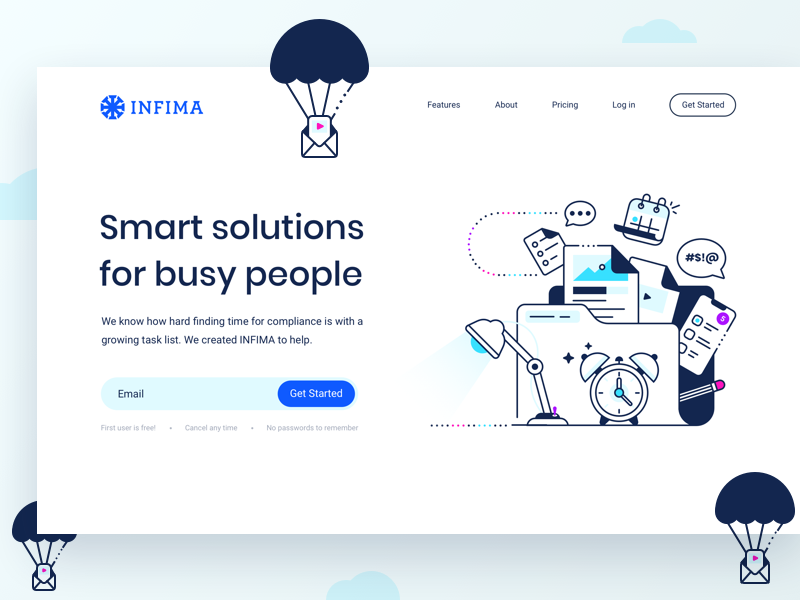 INFIMA
Features About Pricing Log in Get Started
Smart solutions
for busy people
We know how hard finding time for compliance is with a
growing task list. We created INFIMA to help.
Email Get Started
First user is free! • Cancel any time • No passwords to remember
#$!@
$